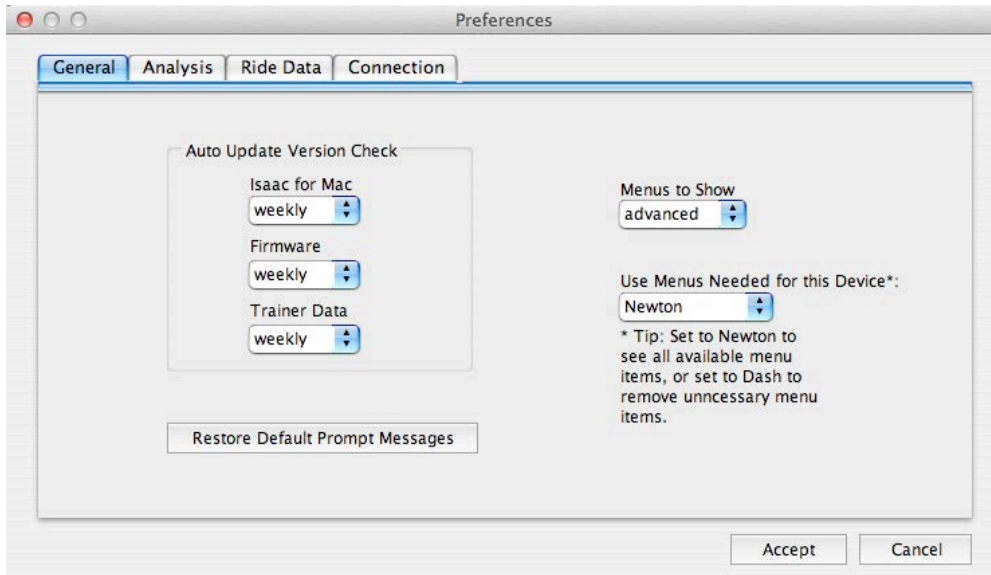 Preferences
General Analysis Ride Data Connection
Auto Update Version Check
Isaac for Mac
weekly
Firmware
weekly
Trainer Data
weekly
Restore Default Prompt Messages
Menus to Show
advanced
Use Menus Needed for this Device*:
Newton
* Tip: Set to Newton to
see all available menu
items, or set to Dash to
remove unncessary menu
items.
Accept Cancel